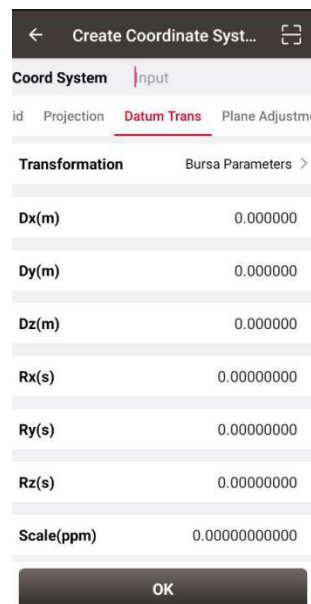 Create Coordinate Syst...
Coord System Input
id Projection Datum Trans Plane Adjustm
Transformation Bursa Parameters >
Dx(m) 0.000000
Dy(m) 0.000000
Dz(m) 0.000000
Rx(s) 0.00000000
Ry(s) 0.00000000
Rz(s) 0.00000000
Scale(ppm) 0.00000000000
OK